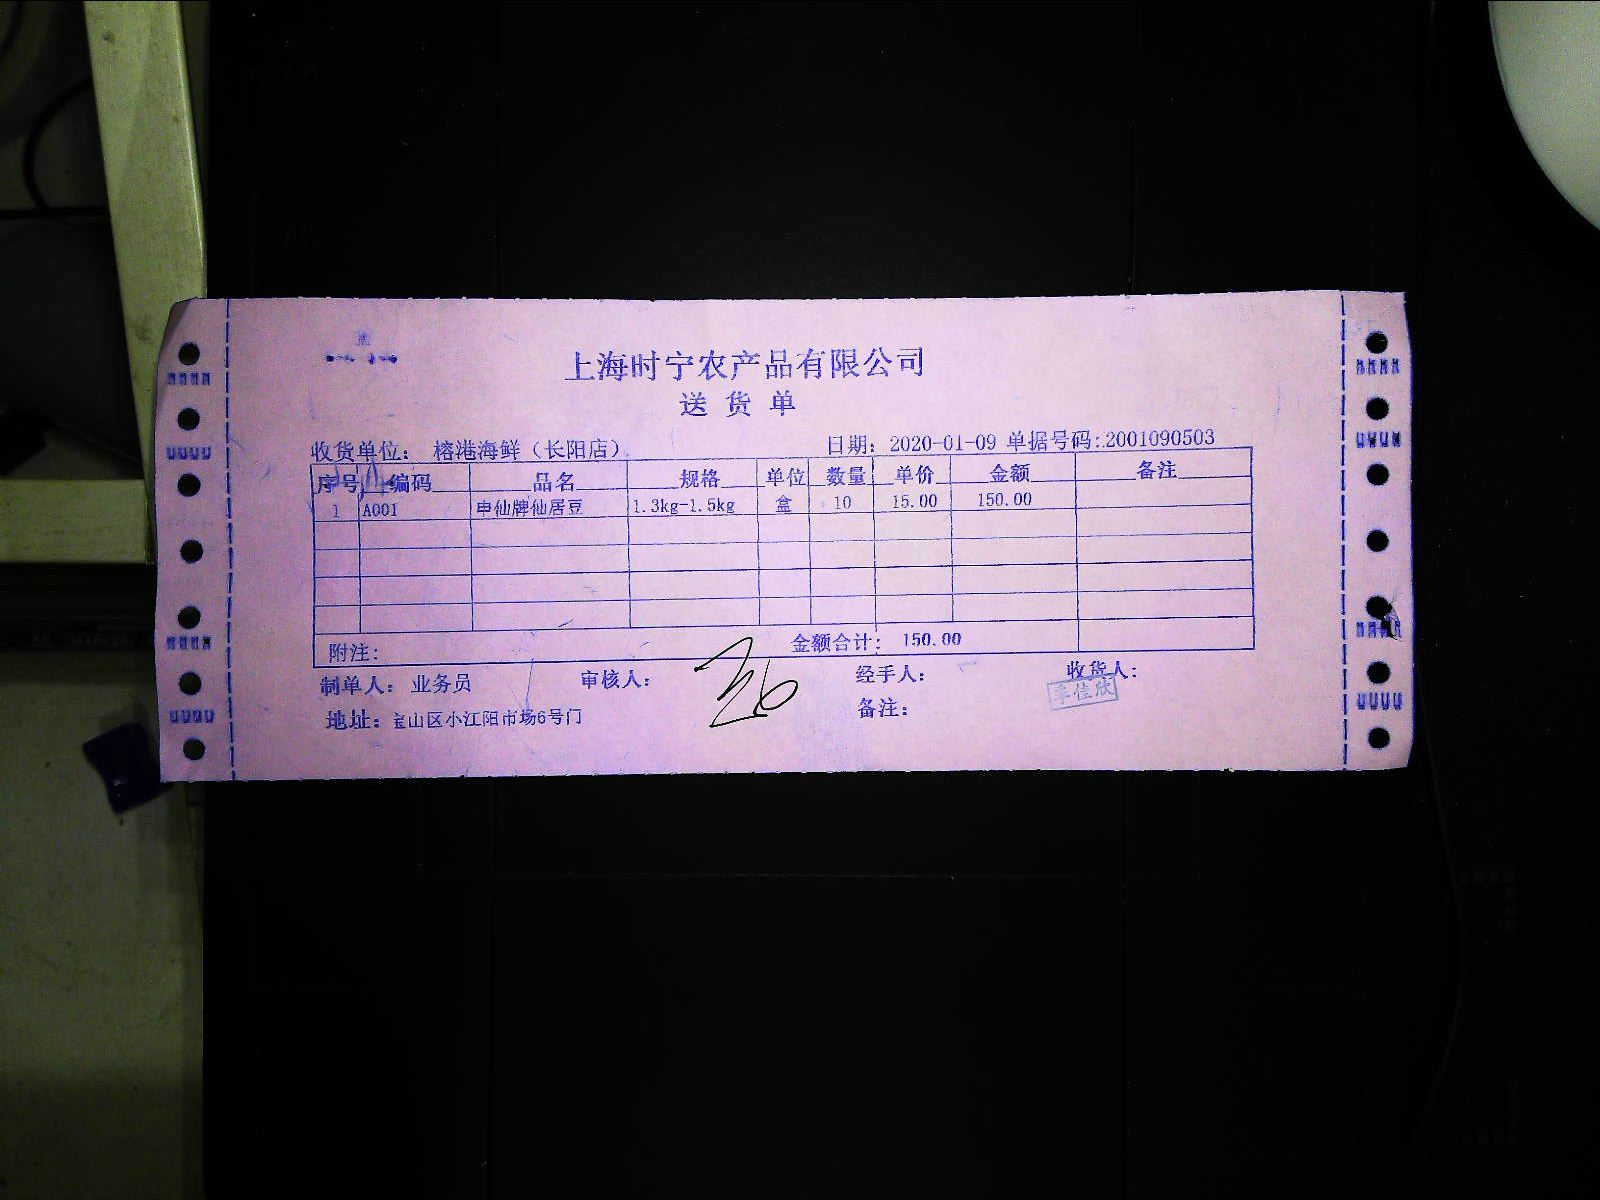 上海时宁农产品有限公司
送货单
收货单位： 榕港海鲜（长阳店） 日期：2020-01-09 单据号码:2001090503
序号 编码 品名 规格 单位 数量 单价 金额 备注
1 A001 申仙牌仙居豆 1.3kg-1.5kg 盒 10 15.00 150.00
附注： 金额合计： 150.00
制单人：业务员 审核人： 经手人： 收货人：
李佳欣
地址：宝山区小江阳市场6号门 备注：